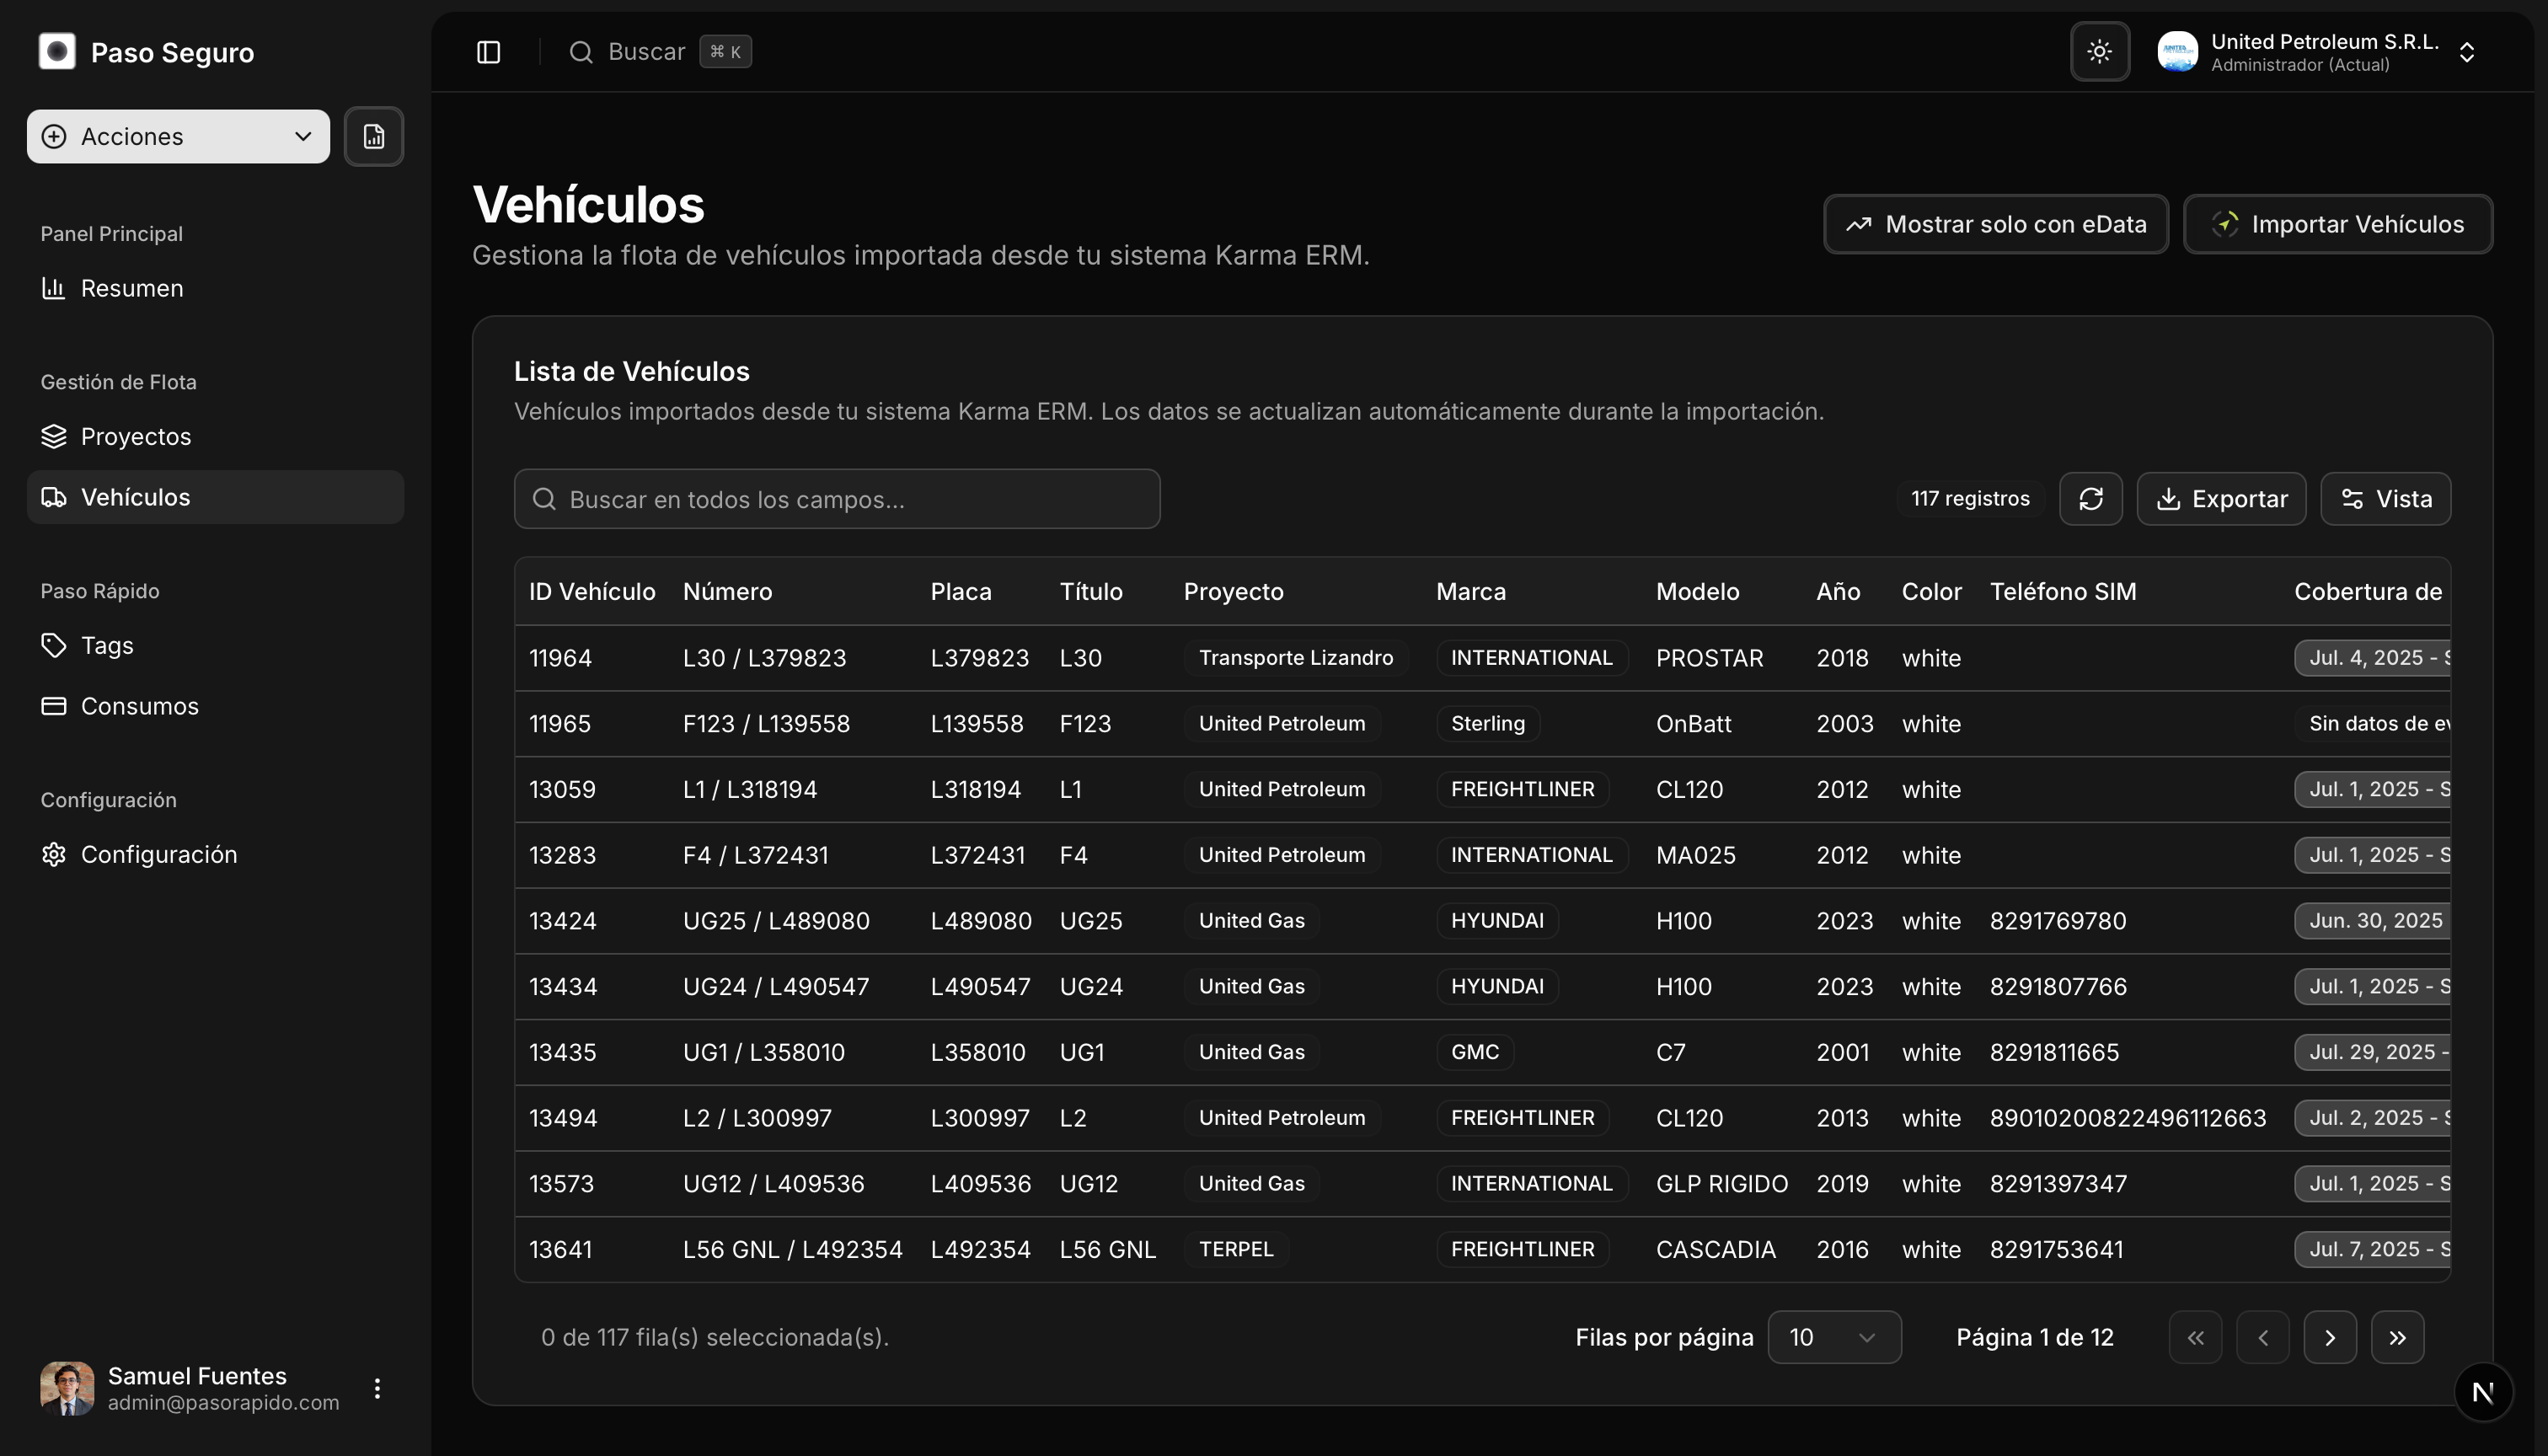 Paso Seguro
Acciones
Panel Principal
Resumen
Gestión de Flota
Proyectos
Vehículos
Paso Rápido
Tags
Consumos
Configuración
Configuración
Samuel Fuentes
admin@pasorapido.com
Buscar ⌘ K
United Petroleum S.R.L.
Administrador (Actual)
Vehículos
Gestiona la flota de vehículos importada desde tu sistema Karma ERM.
Mostrar solo con eData
Importar Vehículos
Lista de Vehículos
Vehículos importados desde tu sistema Karma ERM. Los datos se actualizan automáticamente durante la importación.
Buscar en todos los campos...
117 registros
Exportar
Vista
ID Vehículo Número Placa Título Proyecto Marca Modelo Año Color Teléfono SIM Cobertura de
11964 L30 / L379823 L379823 L30 Transporte Lizandro INTERNATIONAL PROSTAR 2018 white Jul. 4, 2025 - S
11965 F123 / L139558 L139558 F123 United Petroleum Sterling OnBatt 2003 white Sin datos de ev
13059 L1 / L318194 L318194 L1 United Petroleum FREIGHTLINER CL120 2012 white Jul. 1, 2025 - S
13283 F4 / L372431 L372431 F4 United Petroleum INTERNATIONAL MA025 2012 white Jul. 1, 2025 - S
13424 UG25 / L489080 L489080 UG25 United Gas HYUNDAI H100 2023 white 8291769780 Jun. 30, 2025
13434 UG24 / L490547 L490547 UG24 United Gas HYUNDAI H100 2023 white 8291807766 Jul. 1, 2025 - S
13435 UG1 / L358010 L358010 UG1 United Gas GMC C7 2001 white 8291811665 Jul. 29, 2025 -
13494 L2 / L300997 L300997 L2 United Petroleum FREIGHTLINER CL120 2013 white 89010200822496112663 Jul. 2, 2025 - S
13573 UG12 / L409536 L409536 UG12 United Gas INTERNATIONAL GLP RIGIDO 2019 white 8291397347 Jul. 1, 2025 - S
13641 L56 GNL / L492354 L492354 L56 GNL TERPEL FREIGHTLINER CASCADIA 2016 white 8291753641 Jul. 7, 2025 - S
0 de 117 fila(s) seleccionada(s).
Filas por página 10
Página 1 de 12
N